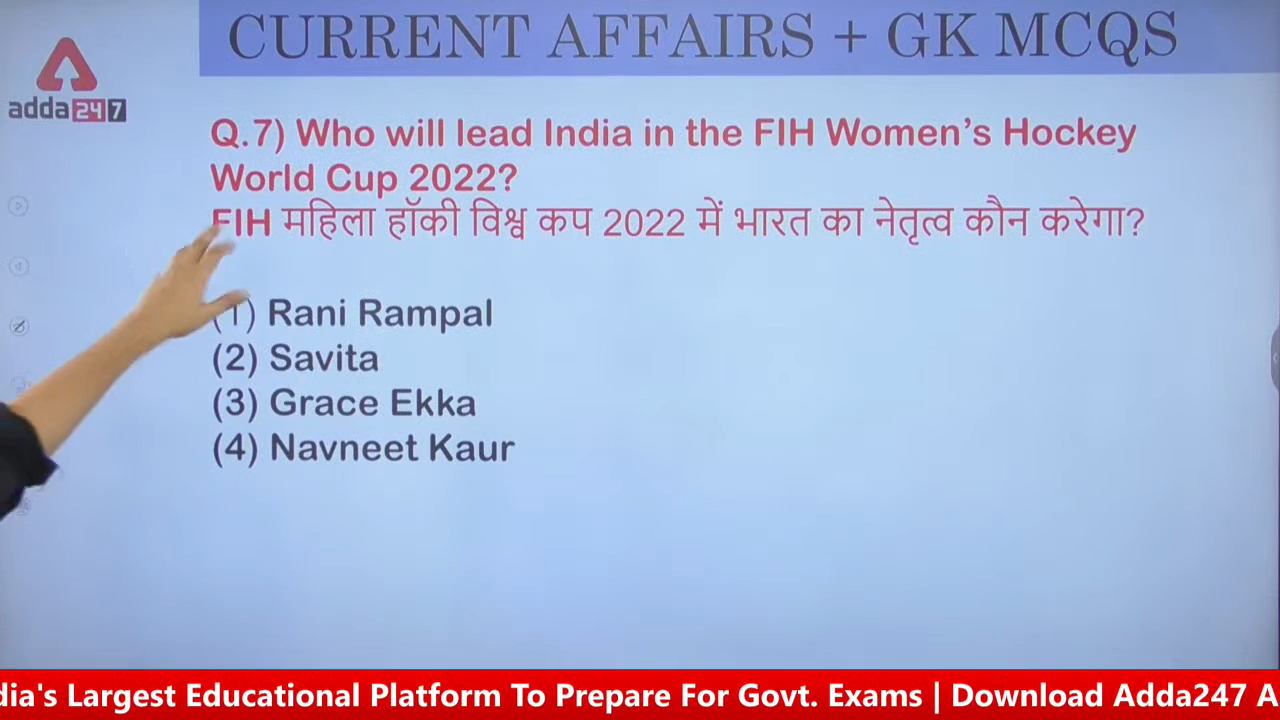 CURRENT AFFAIRS + GK MCQS
adda247
Q.7) Who will lead India in the FIH Women's Hockey
World Cup 2022?
FIH महिला हॉकी विश्व कप 2022 में भारत का नेतृत्व कौन करेगा?
(1) Rani Rampal
(2) Savita
(3) Grace Ekka
(4) Navneet Kaur
Largest Educational Platform To Prepare For Govt. Exams | Download Adda247